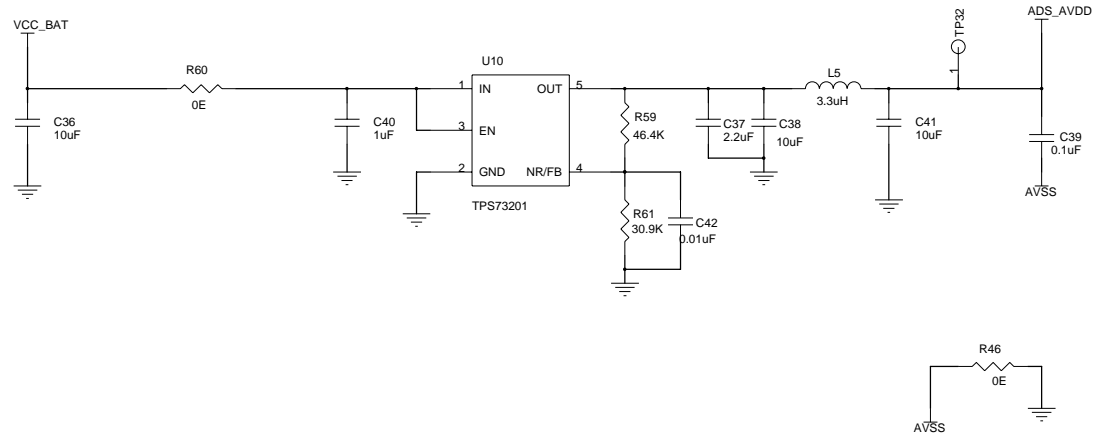 VCC_BAT
ADS_AVDD
TP32
1
R60
0E
U10
L5
3.3uH
1
IN
OUT
5
C36
10uF
C40
1uF
3
EN
R59
46.4K
C37
2.2uF
C38
10uF
C41
10uF
C39
0.1uF
2
GND
NR/FB
4
AVSS
TPS73201
R61
30.9K
C42
0.01uF
R46
0E
AVSS